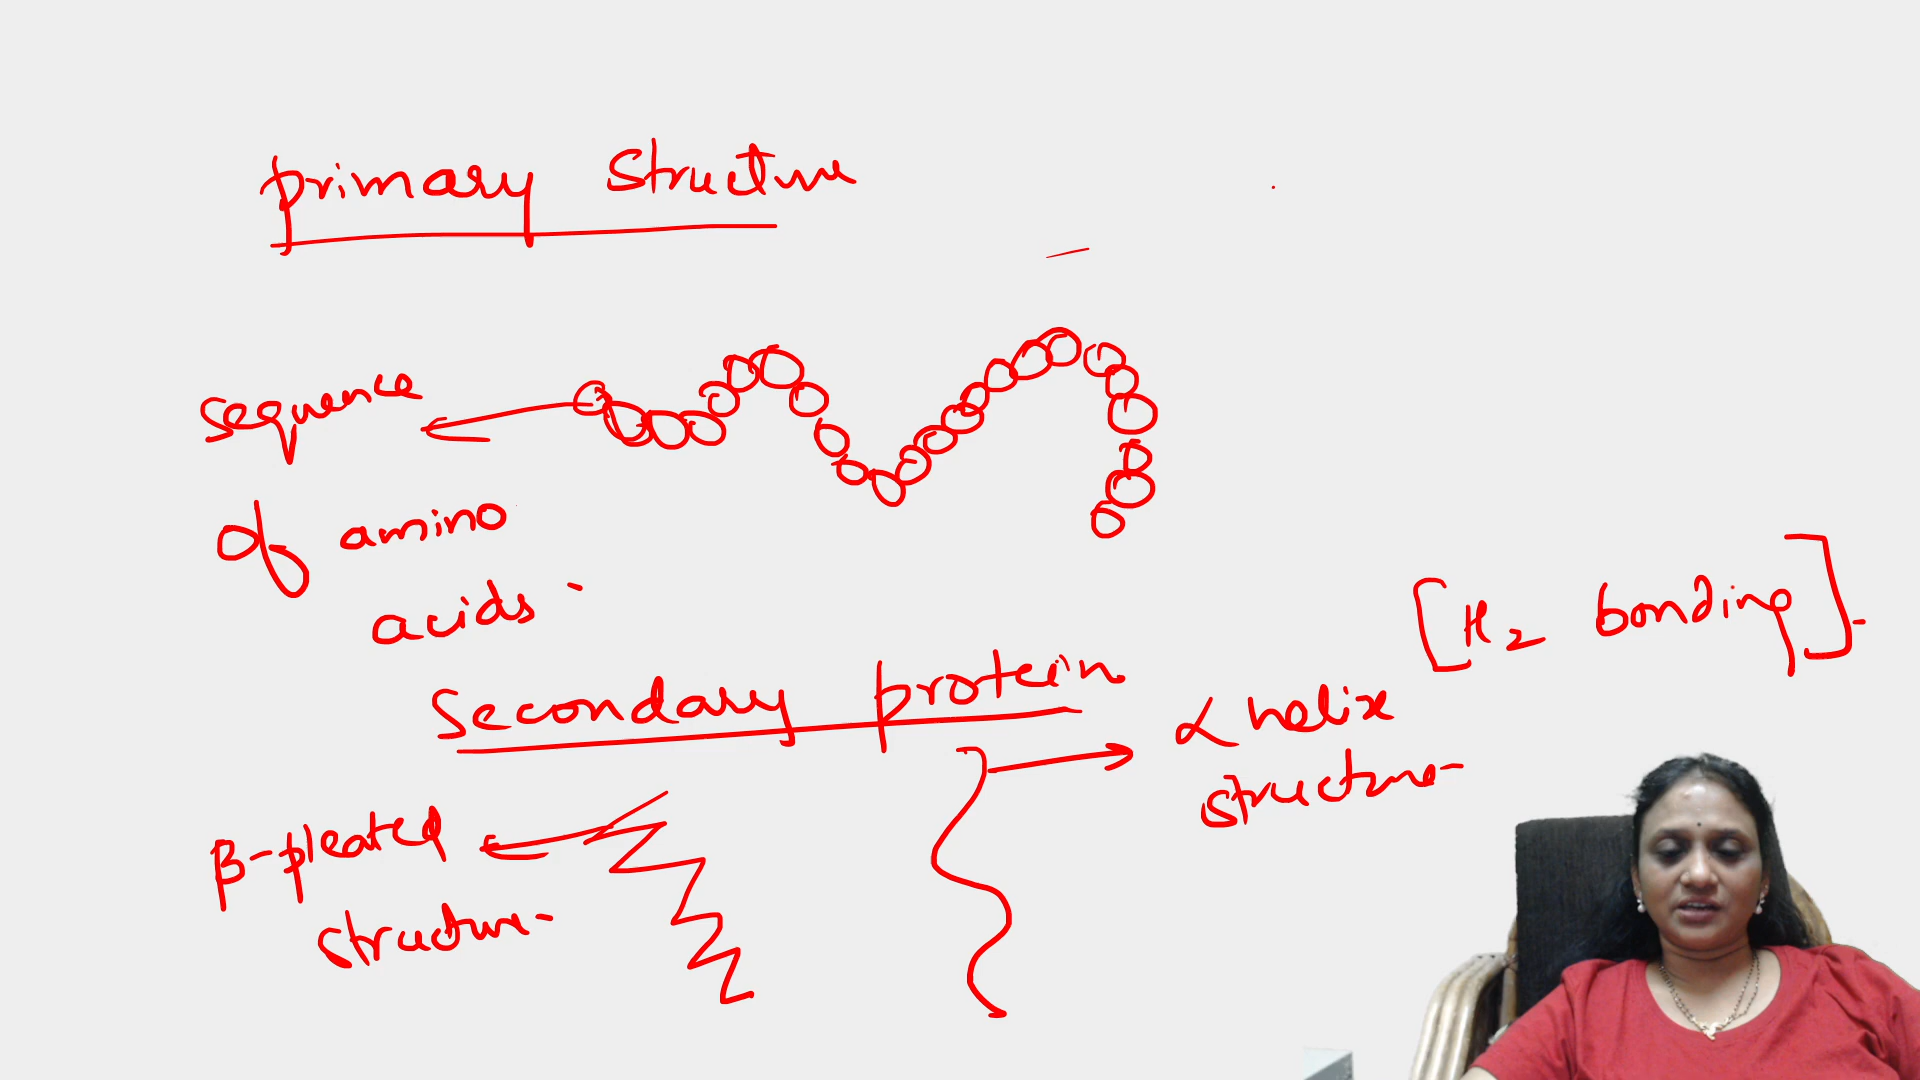 primary structure
sequence
of amino
acids
[H2 bonding]
Secondary protein
α helix
structure
β-pleated
structure